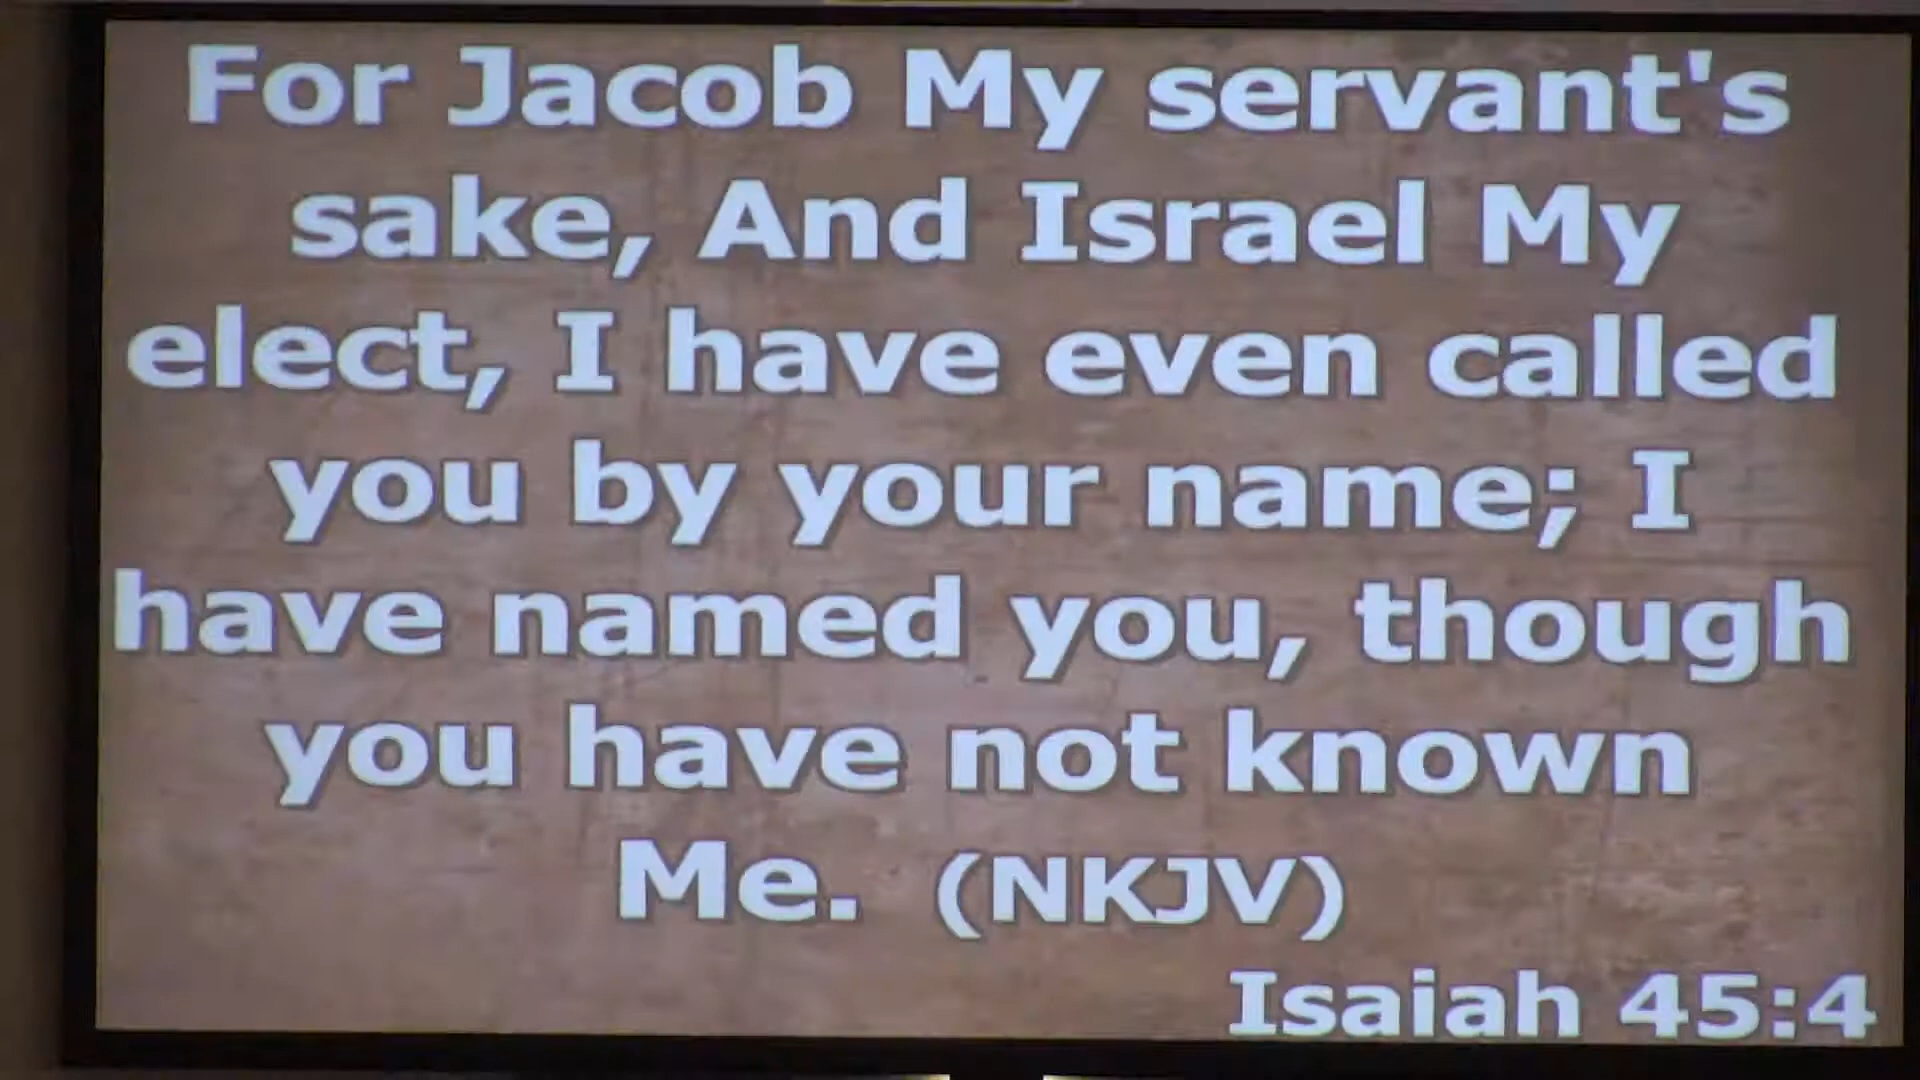 For Jacob My servant's
sake, And Israel My
elect, I have even called
you by your name; I
have named you, though
you have not known
Me. (NKJV)
Isaiah 45:4